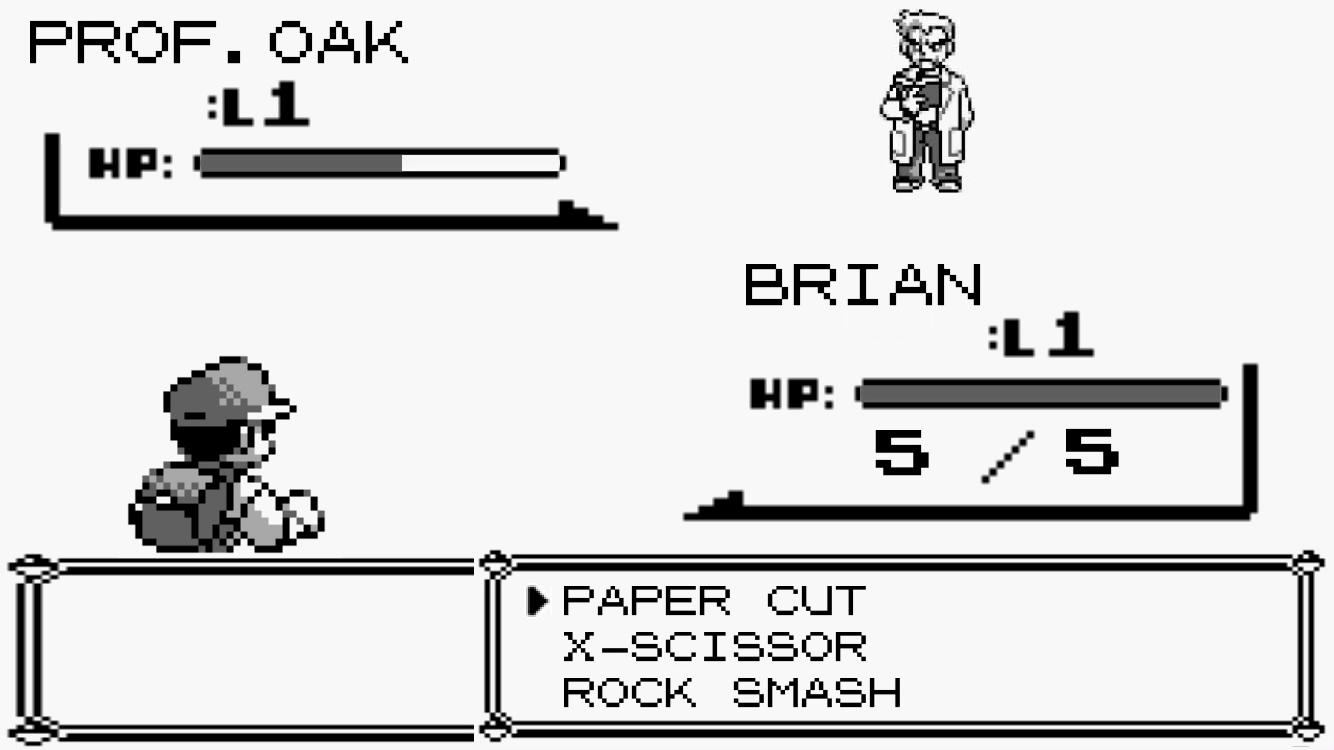 PROF. OAK
:L1
HP:
BRIAN
:L1
HP:
5 / 5
▶PAPER CUT
X-SCISSOR
ROCK SMASH